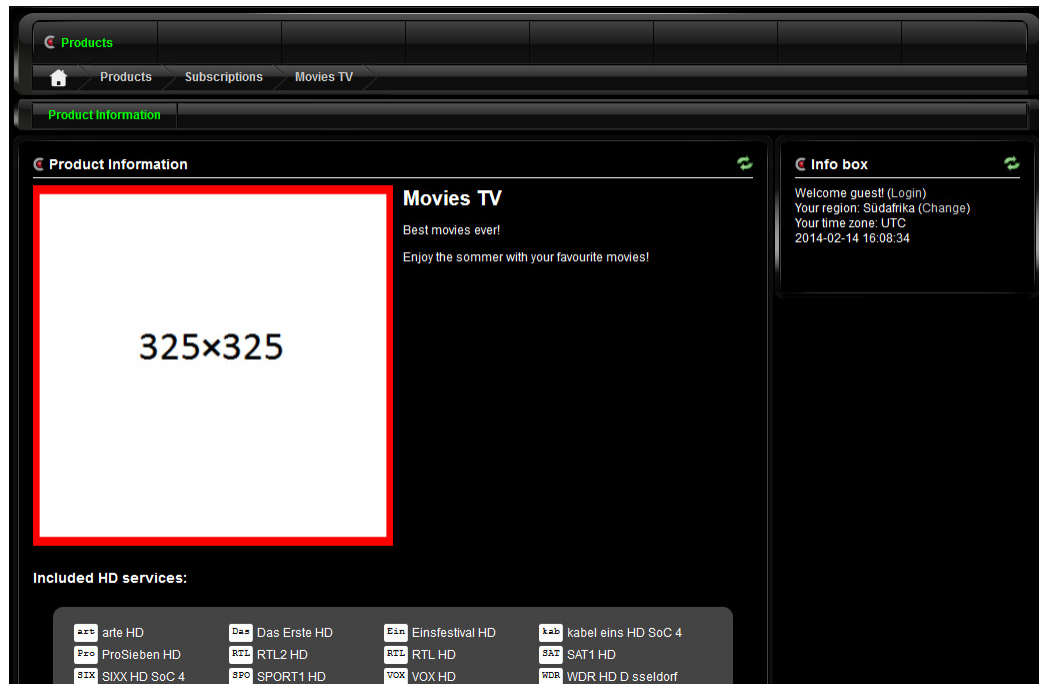 Products
Products Subscriptions Movies TV
Product Information
Product Information
Movies TV
Best movies ever!
Enjoy the sommer with your favourite movies!
325×325
Included HD services:
art arte HD Das Das Erste HD Ein Einsfestival HD kab kabel eins HD SoC 4
Pro ProSieben HD RTL RTL2 HD RTL RTL HD SAT SAT1 HD
SIX SIXX HD SoC 4 SPO SPORT1 HD VOX VOX HD WDR WDR HD D sseldorf
Info box
Welcome guest! (Login)
Your region: Südafrika (Change)
Your time zone: UTC
2014-02-14 16:08:34